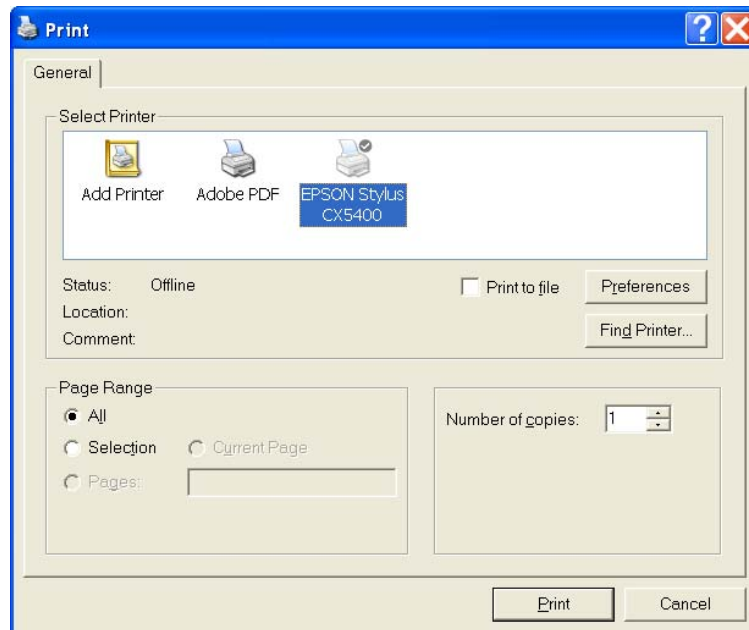 Print
General
Select Printer
Add Printer
Adobe PDF
EPSON Stylus
CX5400
Status: Offline
Location:
Comment:
Print to file
Preferences
Find Printer...
Page Range
All
Selection
Current Page
Pages:
Number of copies: 1
Print
Cancel